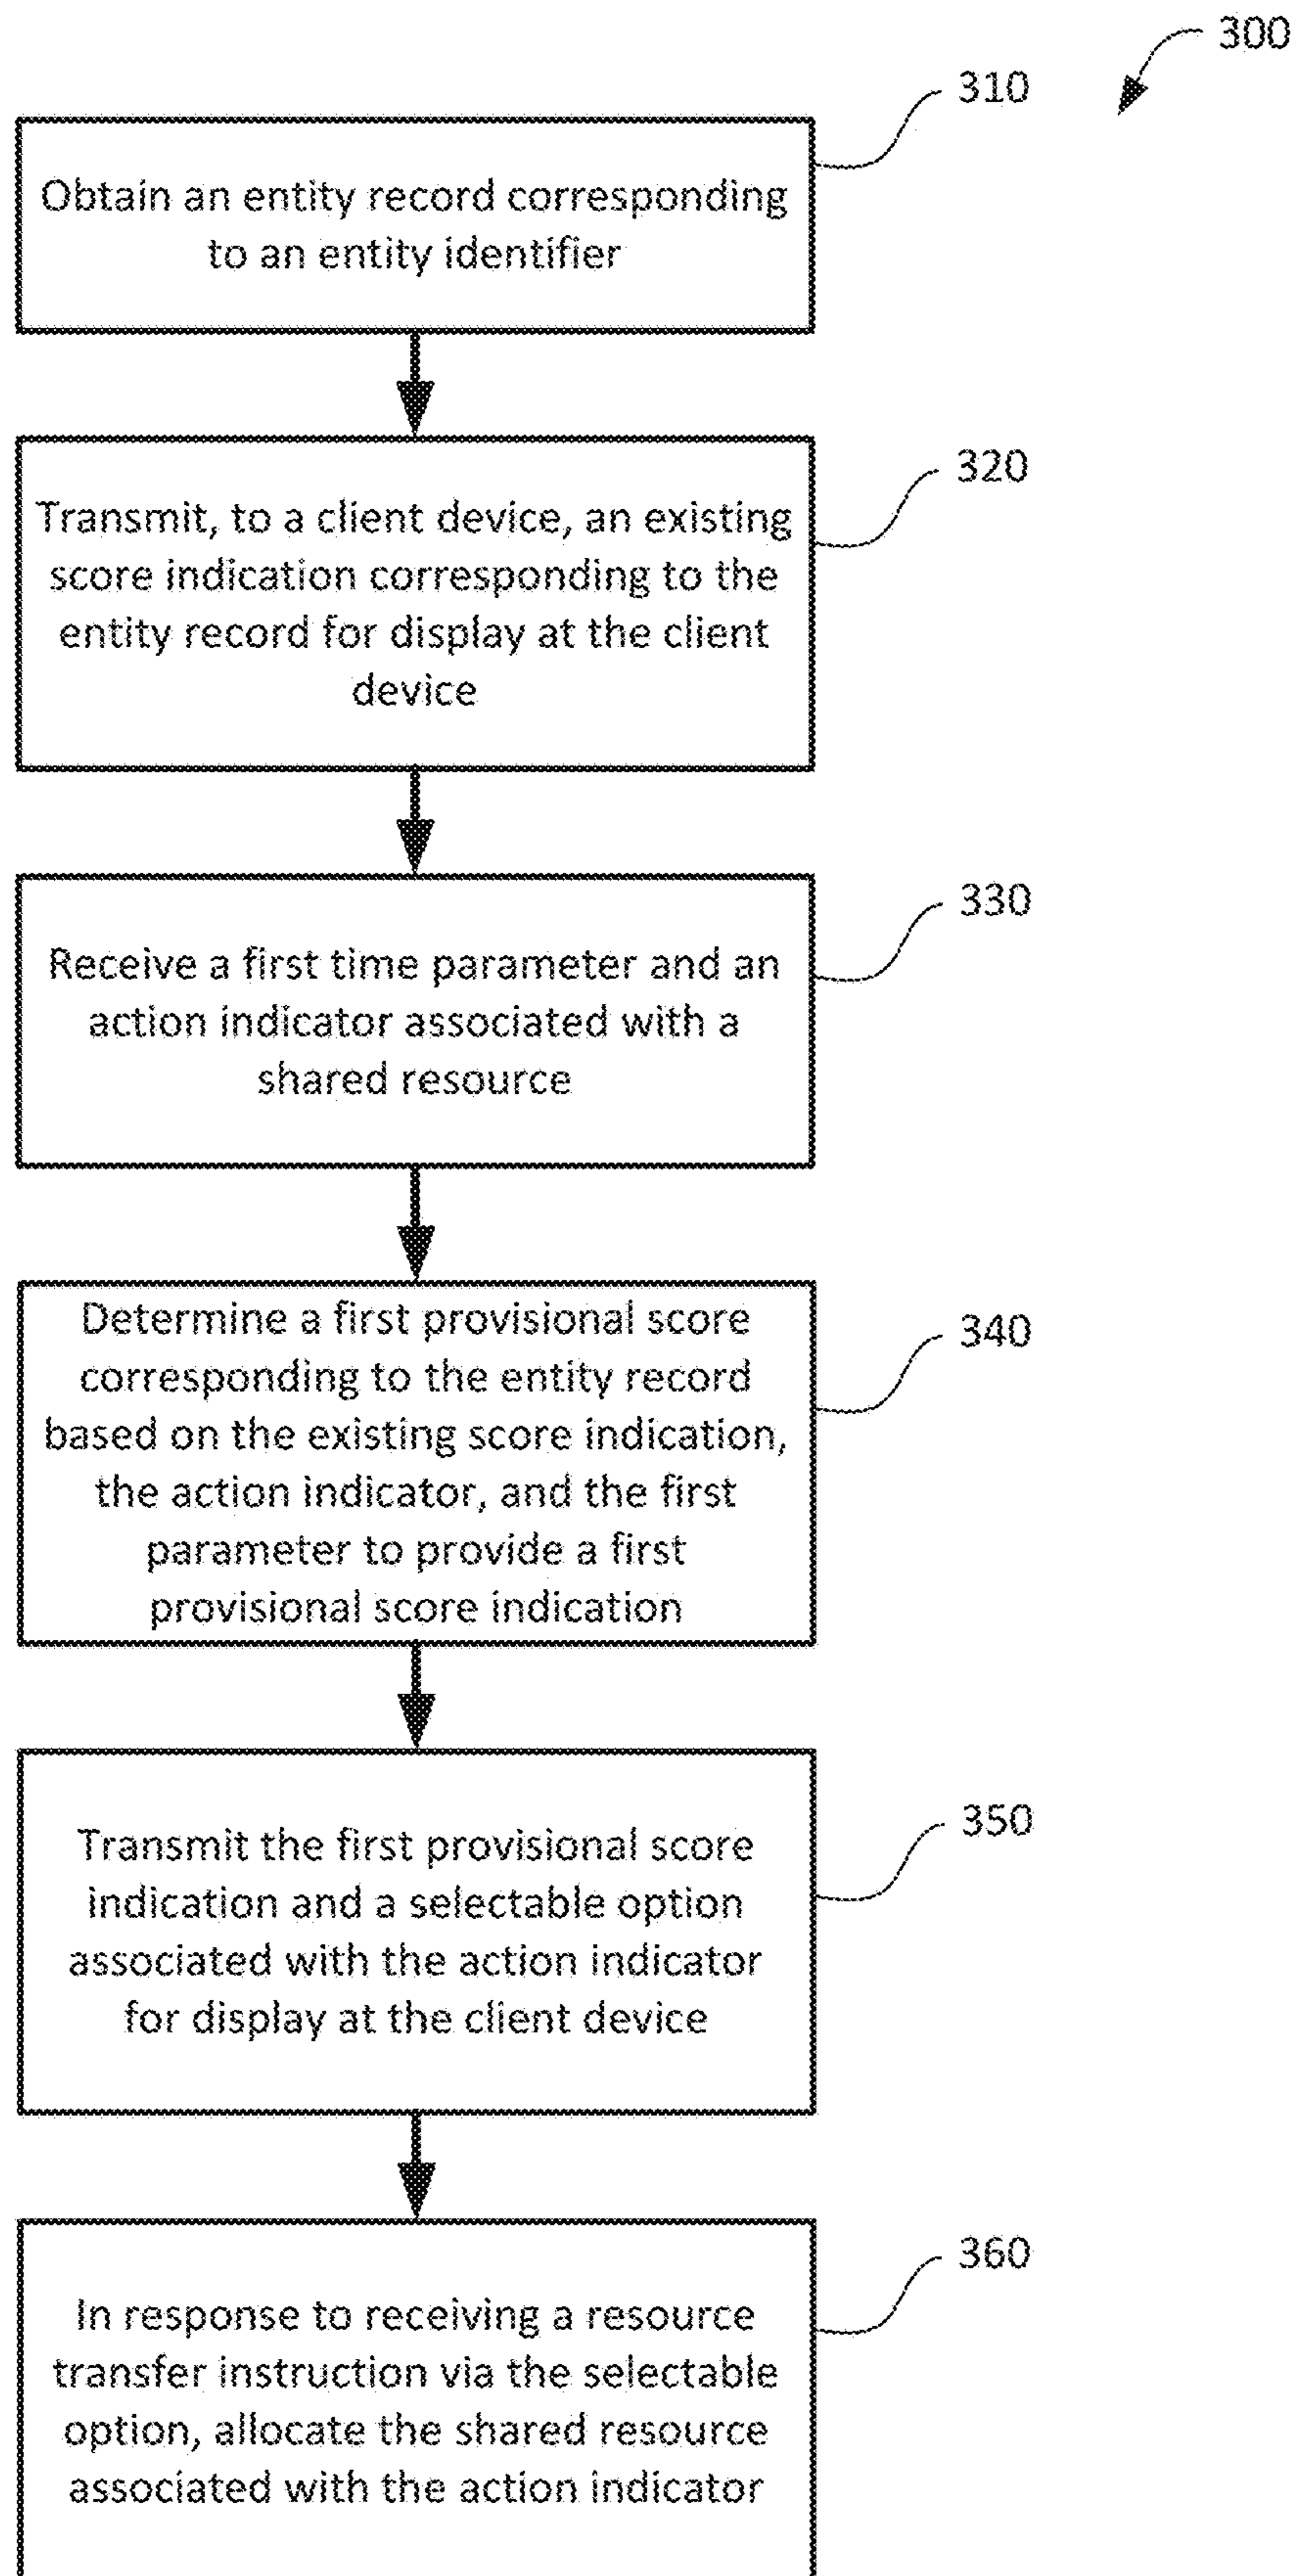 300
310
Obtain an entity record corresponding
to an entity identifier
320
Transmit, to a client device, an existing
score indication corresponding to the
entity record for display at the client
device
330
Receive a first time parameter and an
action indicator associated with a
shared resource
340
Determine a first provisional score
corresponding to the entity record
based on the existing score indication,
the action indicator, and the first
parameter to provide a first
provisional score indication
350
Transmit the first provisional score
indication and a selectable option
associated with the action indicator
for display at the client device
360
In response to receiving a resource
transfer instruction via the selectable
option, allocate the shared resource
associated with the action indicator